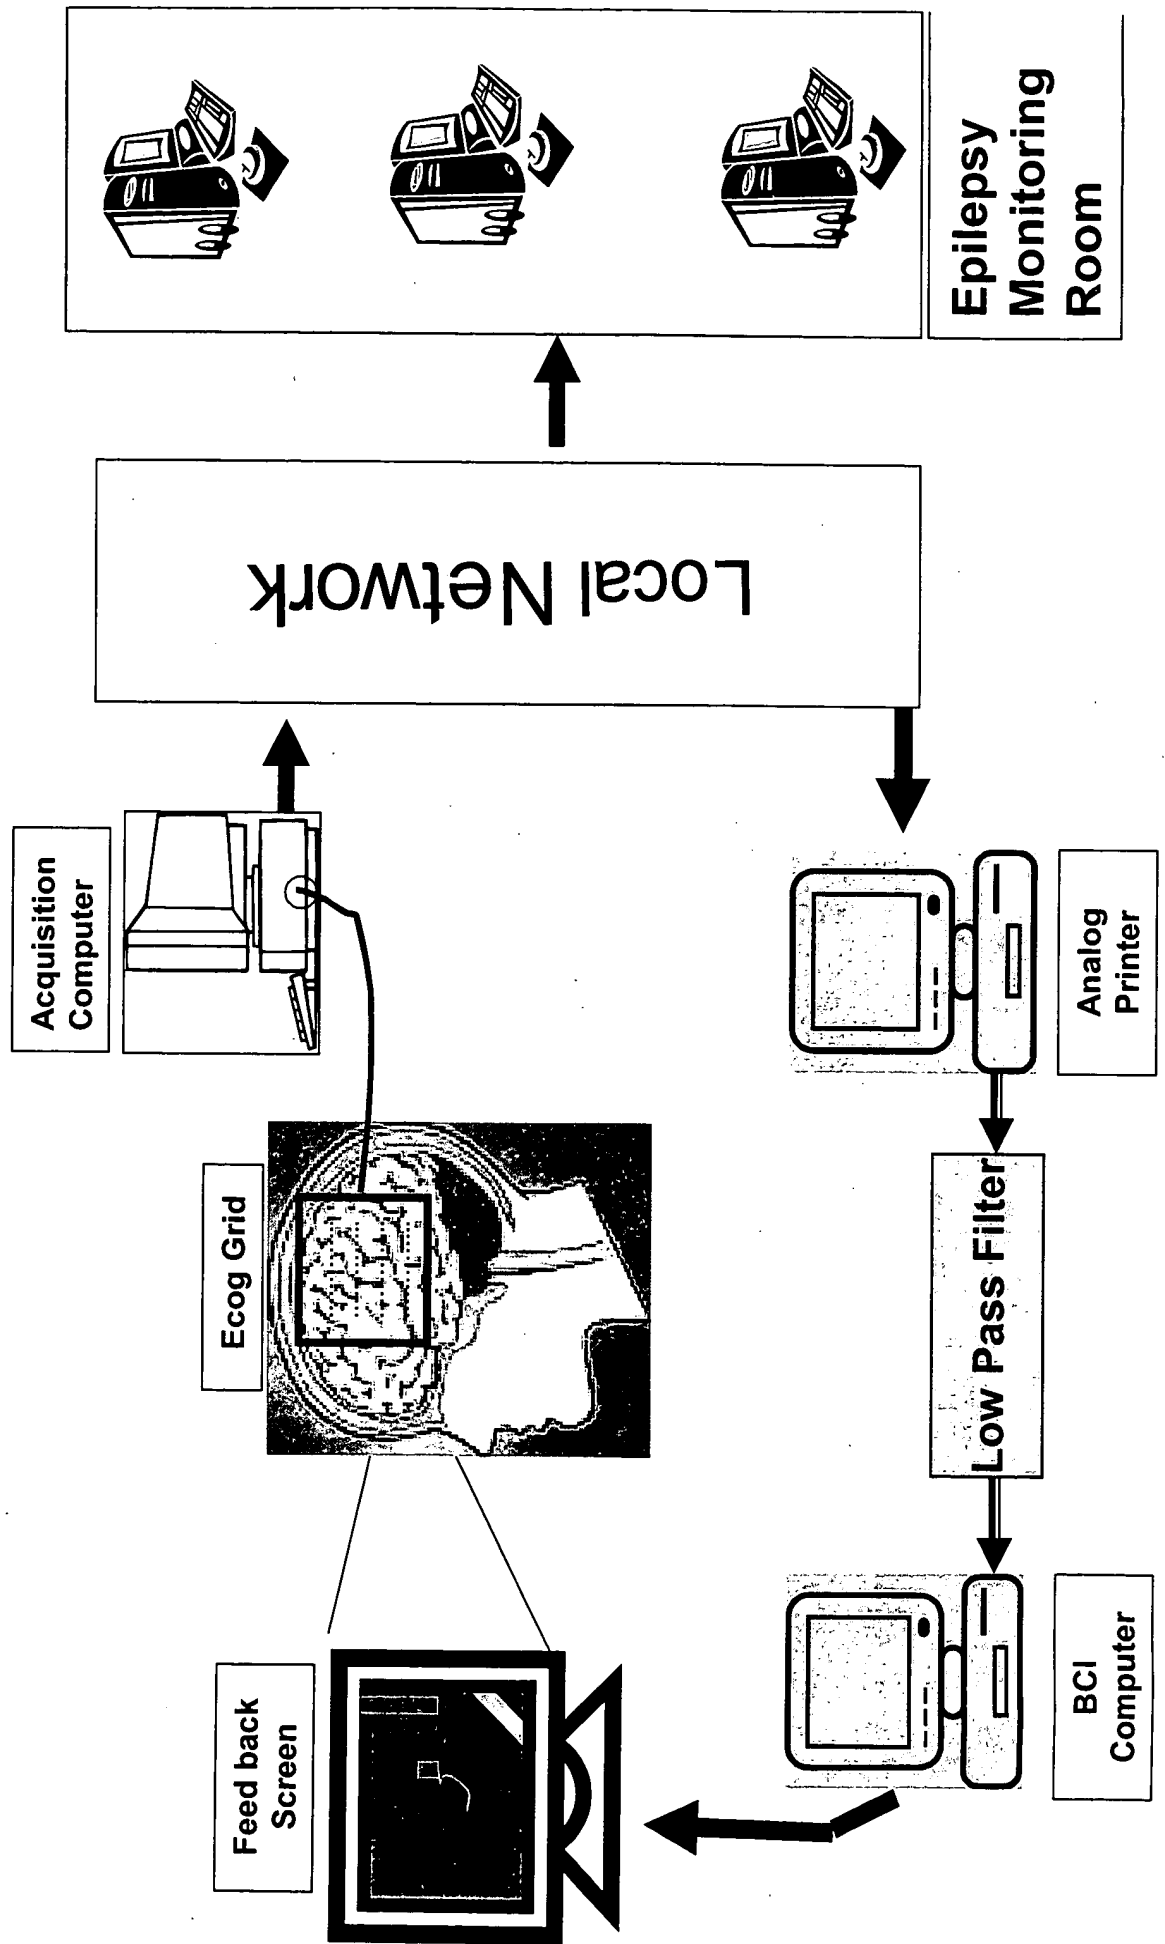 Feed back
Screen
Ecog Grid
Acquisition
Computer
Local Network
Epilepsy
Monitoring
Room
BCI
Computer
Low Pass Filter
Analog
Printer